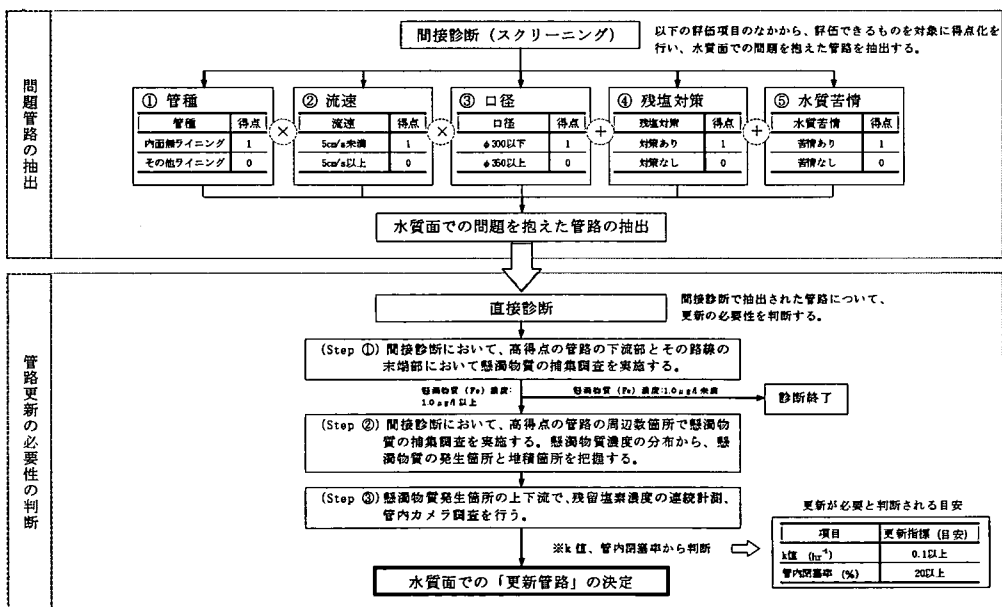 問題管路の抽出
間接診断（スクリーニング）
以下の評価項目のなかから、評価できるものを対象に得点化を
行い、水質面での問題を抱えた管路を抽出する。
① 管種
管種 得点
内面無ライニング 1
その他ライニング 0
×
② 流速
流速 得点
5cm/s未満 1
5cm/s以上 0
×
③ 口径
口径 得点
φ300以下 1
φ350以上 0
+
④ 残塩対策
残塩対策 得点
対策あり 1
対策なし 0
+
⑤ 水質苦情
水質苦情 得点
苦情あり 1
苦情なし 0
水質面での問題を抱えた管路の抽出
管路更新の必要性の判断
直接診断
間接診断で抽出された管路について、
更新の必要性を判断する。
(Step ①) 間接診断において、高得点の管路の下流部とその路線の
末端部において懸濁物質の捕集調査を実施する。
懸濁物質 (Fe) 濃度:
1.0μg/l以上
懸濁物質 (Fe) 濃度:1.0μg/l未満
診断終了
(Step ②) 間接診断において、高得点の管路の周辺数箇所で懸濁物
質の捕集調査を実施する。懸濁物質濃度の分布から、懸
濁物質の発生箇所と堆積箇所を把握する。
(Step ③) 懸濁物質発生箇所の上下流で、残留塩素濃度の連続計測、
管内カメラ調査を行う。
※k値、管内閉塞率から判断
更新が必要と判断される目安
項目 更新指標（目安）
k値 (hr⁻¹) 0.1以上
管内閉塞率 (%) 20以上
水質面での「更新管路」の決定